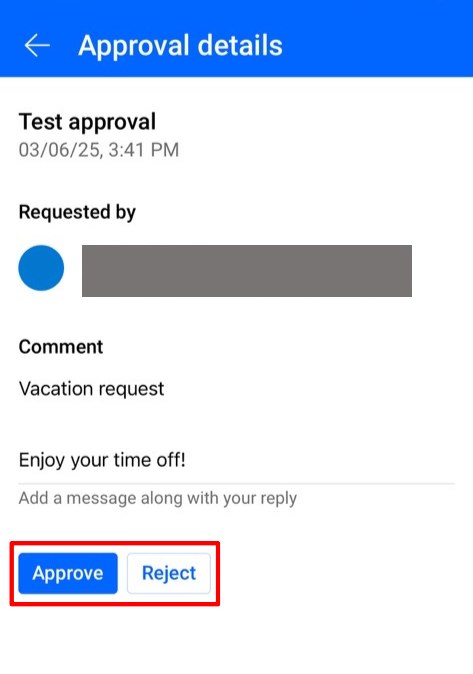 Approval details
Test approval
03/06/25, 3:41 PM
Requested by
Comment
Vacation request
Enjoy your time off!
Add a message along with your reply
Approve Reject